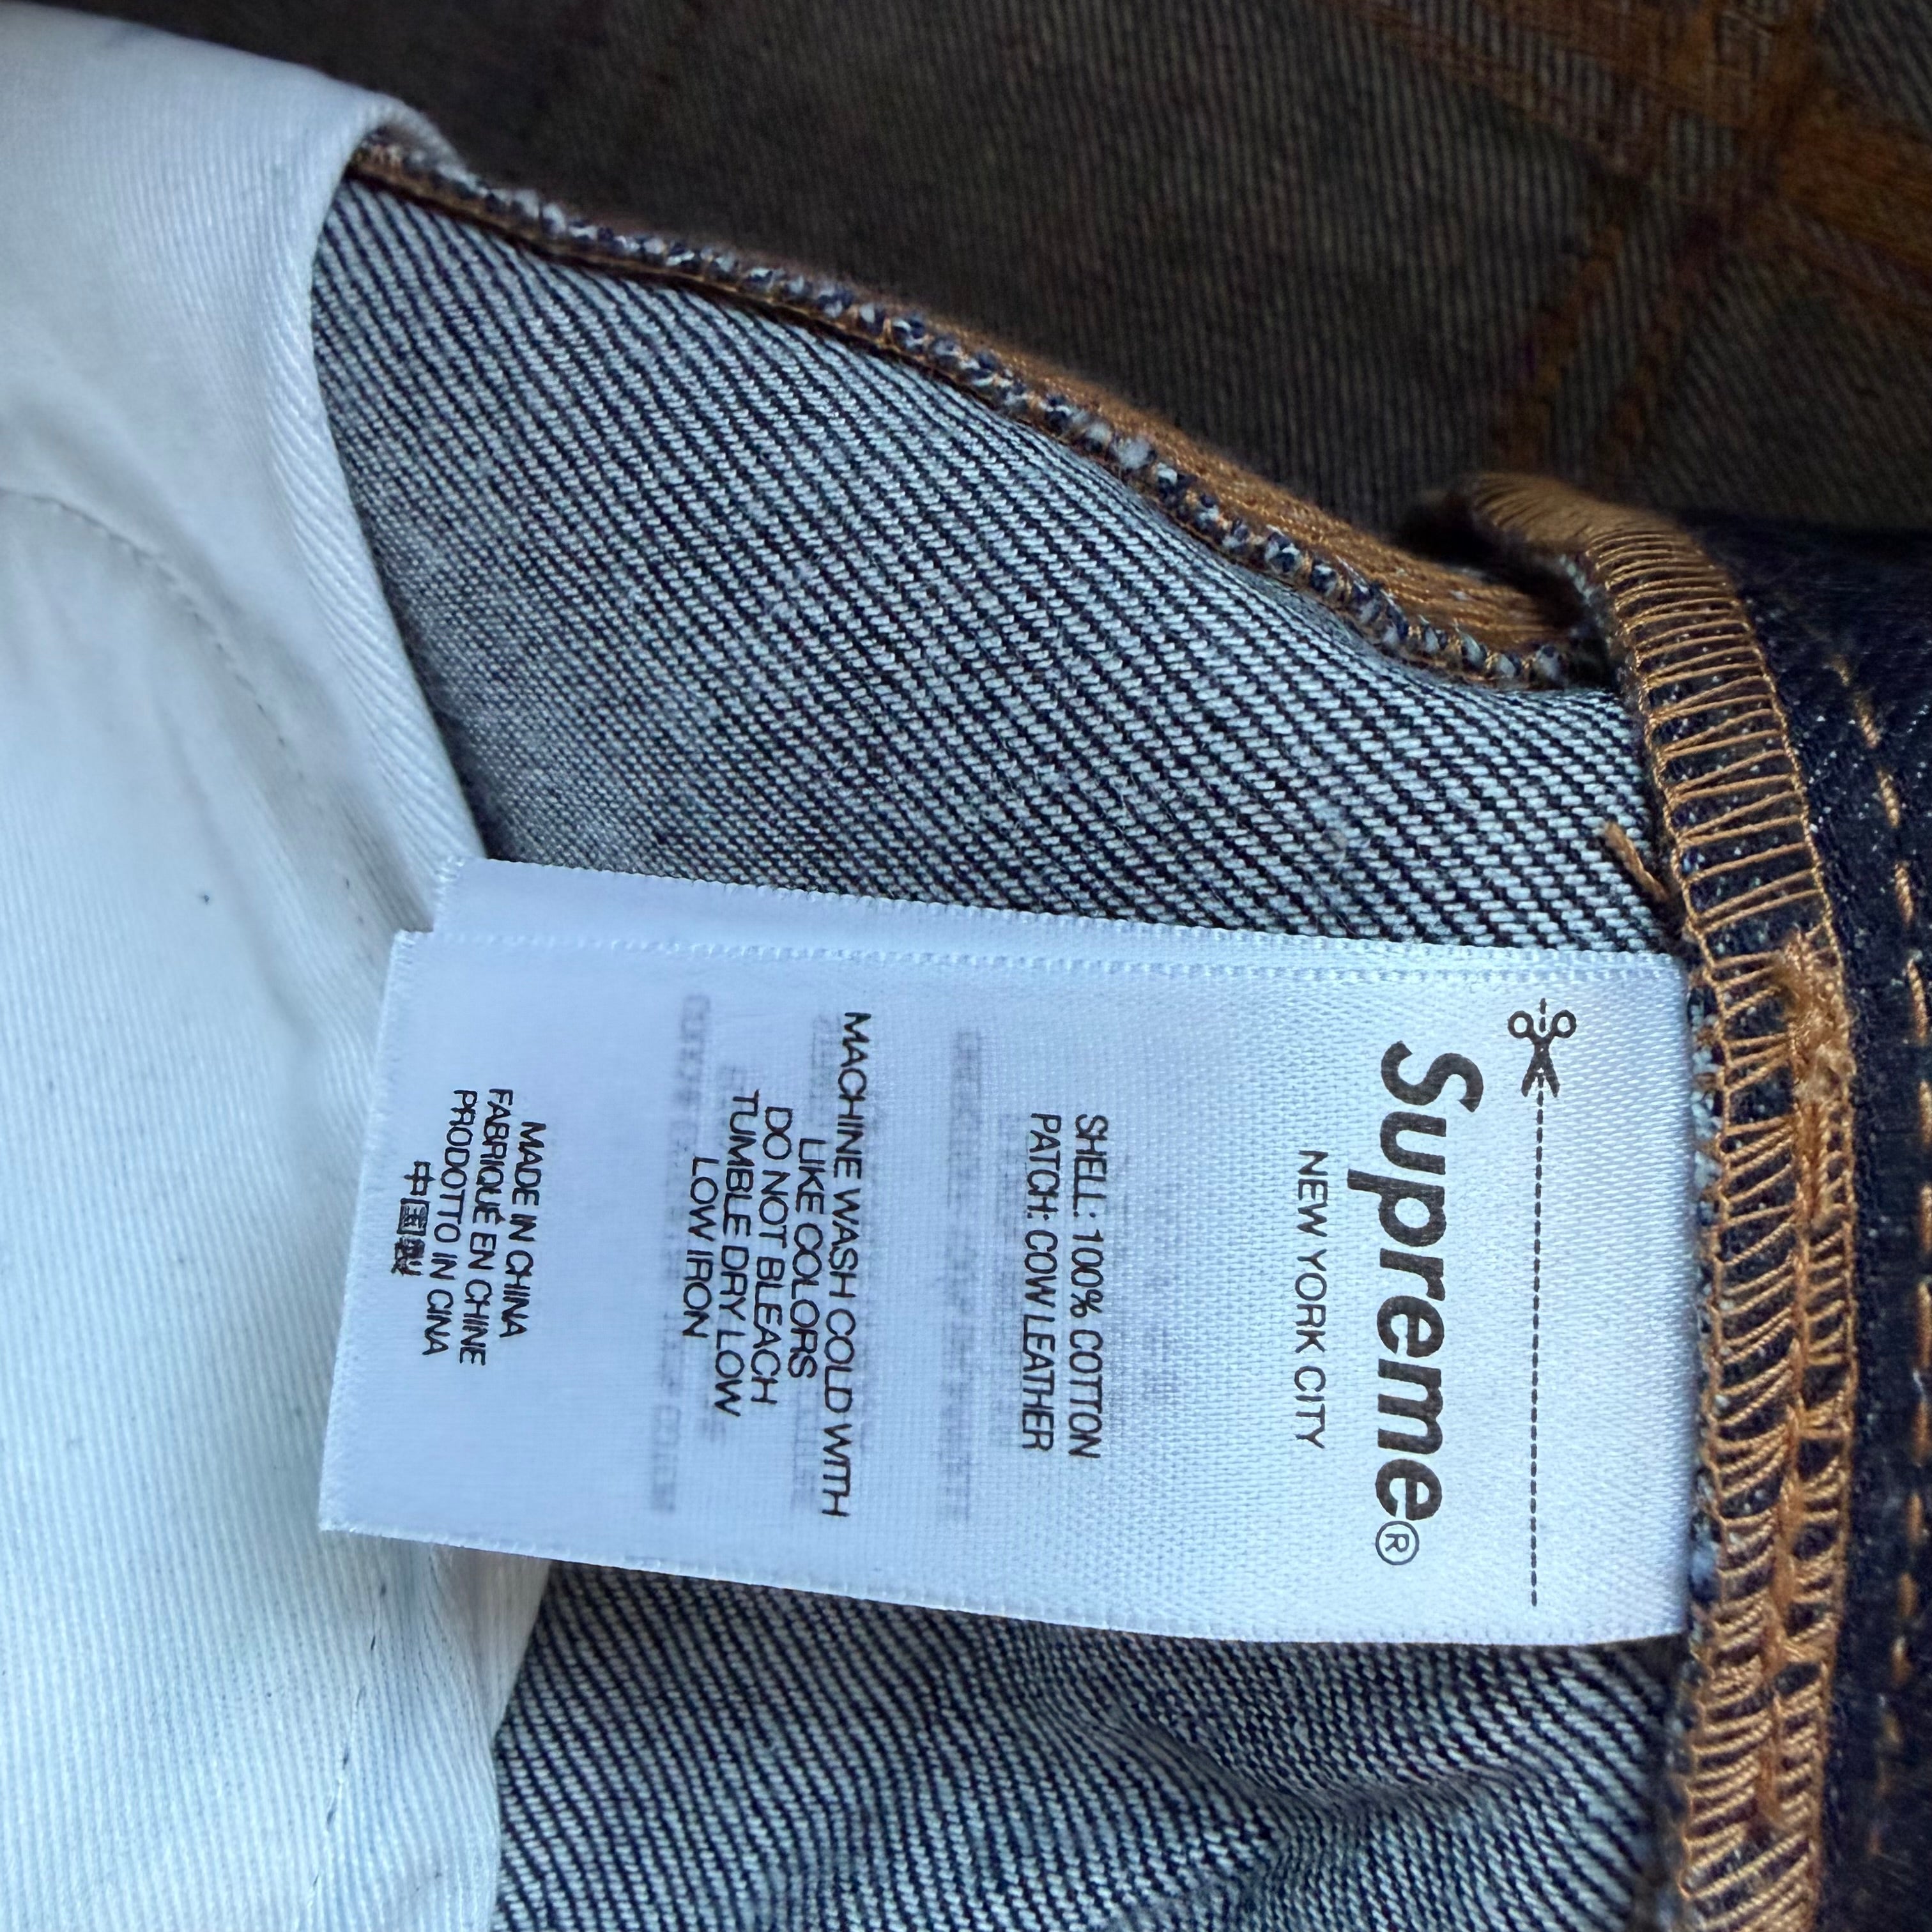 Supreme®
NEW YORK CITY
SHELL: 100% COTTON
PATCH: COW LEATHER
MACHINE WASH COLD WITH
LIKE COLORS
DO NOT BLEACH
TUMBLE DRY LOW
LOW IRON
MADE IN CHINA
FABRIQUÉ EN CHINE
PRODOTTO IN CINA
中国製